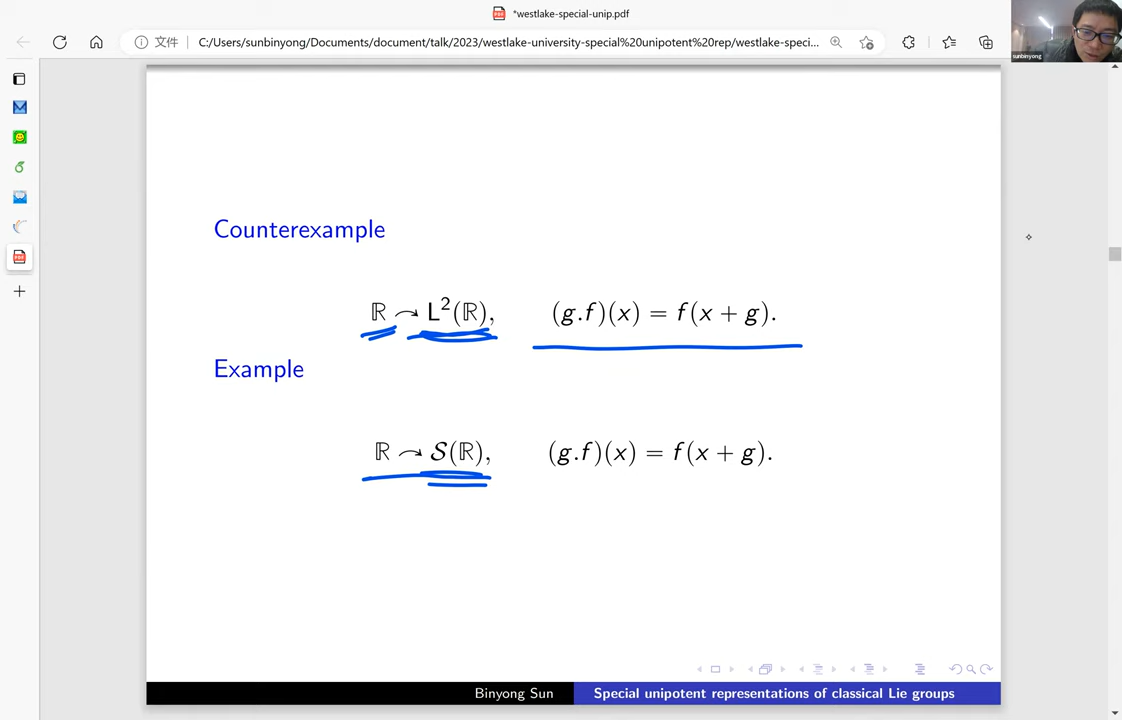 *westlake-special-unip.pdf
文件 C:/Users/sunbinyong/Documents/document/talk/2023/westlake-university-special%20unipotent%20rep/westlake-speci...
sunbinyong
Counterexample
ℝ ↷ L²(ℝ), (g.f)(x) = f(x + g).
Example
ℝ ↷ 𝒮(ℝ), (g.f)(x) = f(x + g).
Binyong Sun Special unipotent representations of classical Lie groups